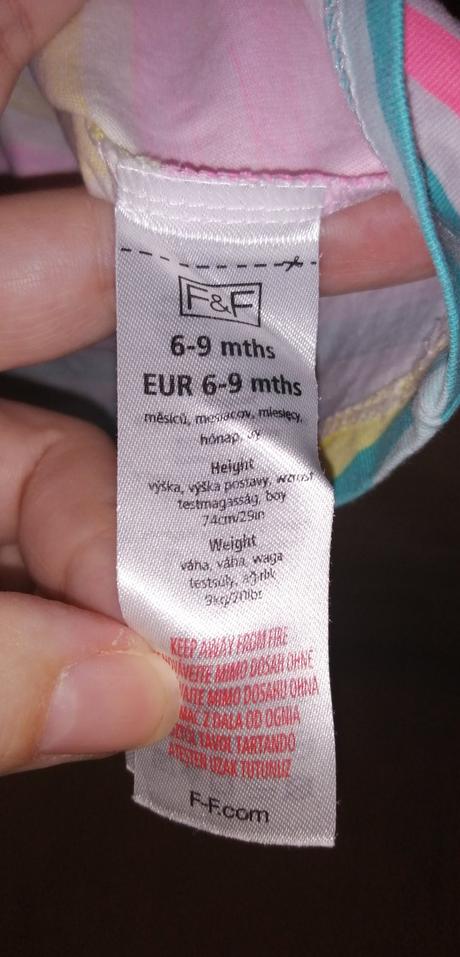 F&F
6-9 mths
EUR 6-9 mths
měsíců, mesiacov, miesięcy,
hónap, ay
Height
výška, výška postavy, wzrost
testmagasság, boy
74cm/29in
Weight
váha, váha, waga
testsúly, ağırlık
9kg/20lbs
KEEP AWAY FROM FIRE
MIMO DOSAH OHNĚ
MIMO DOSAHU OHŇA
Z DALA OD OGNIA
TÁVOL TARTANDÓ
ATEŞTEN UZAK TUTUNUZ
F-F.com